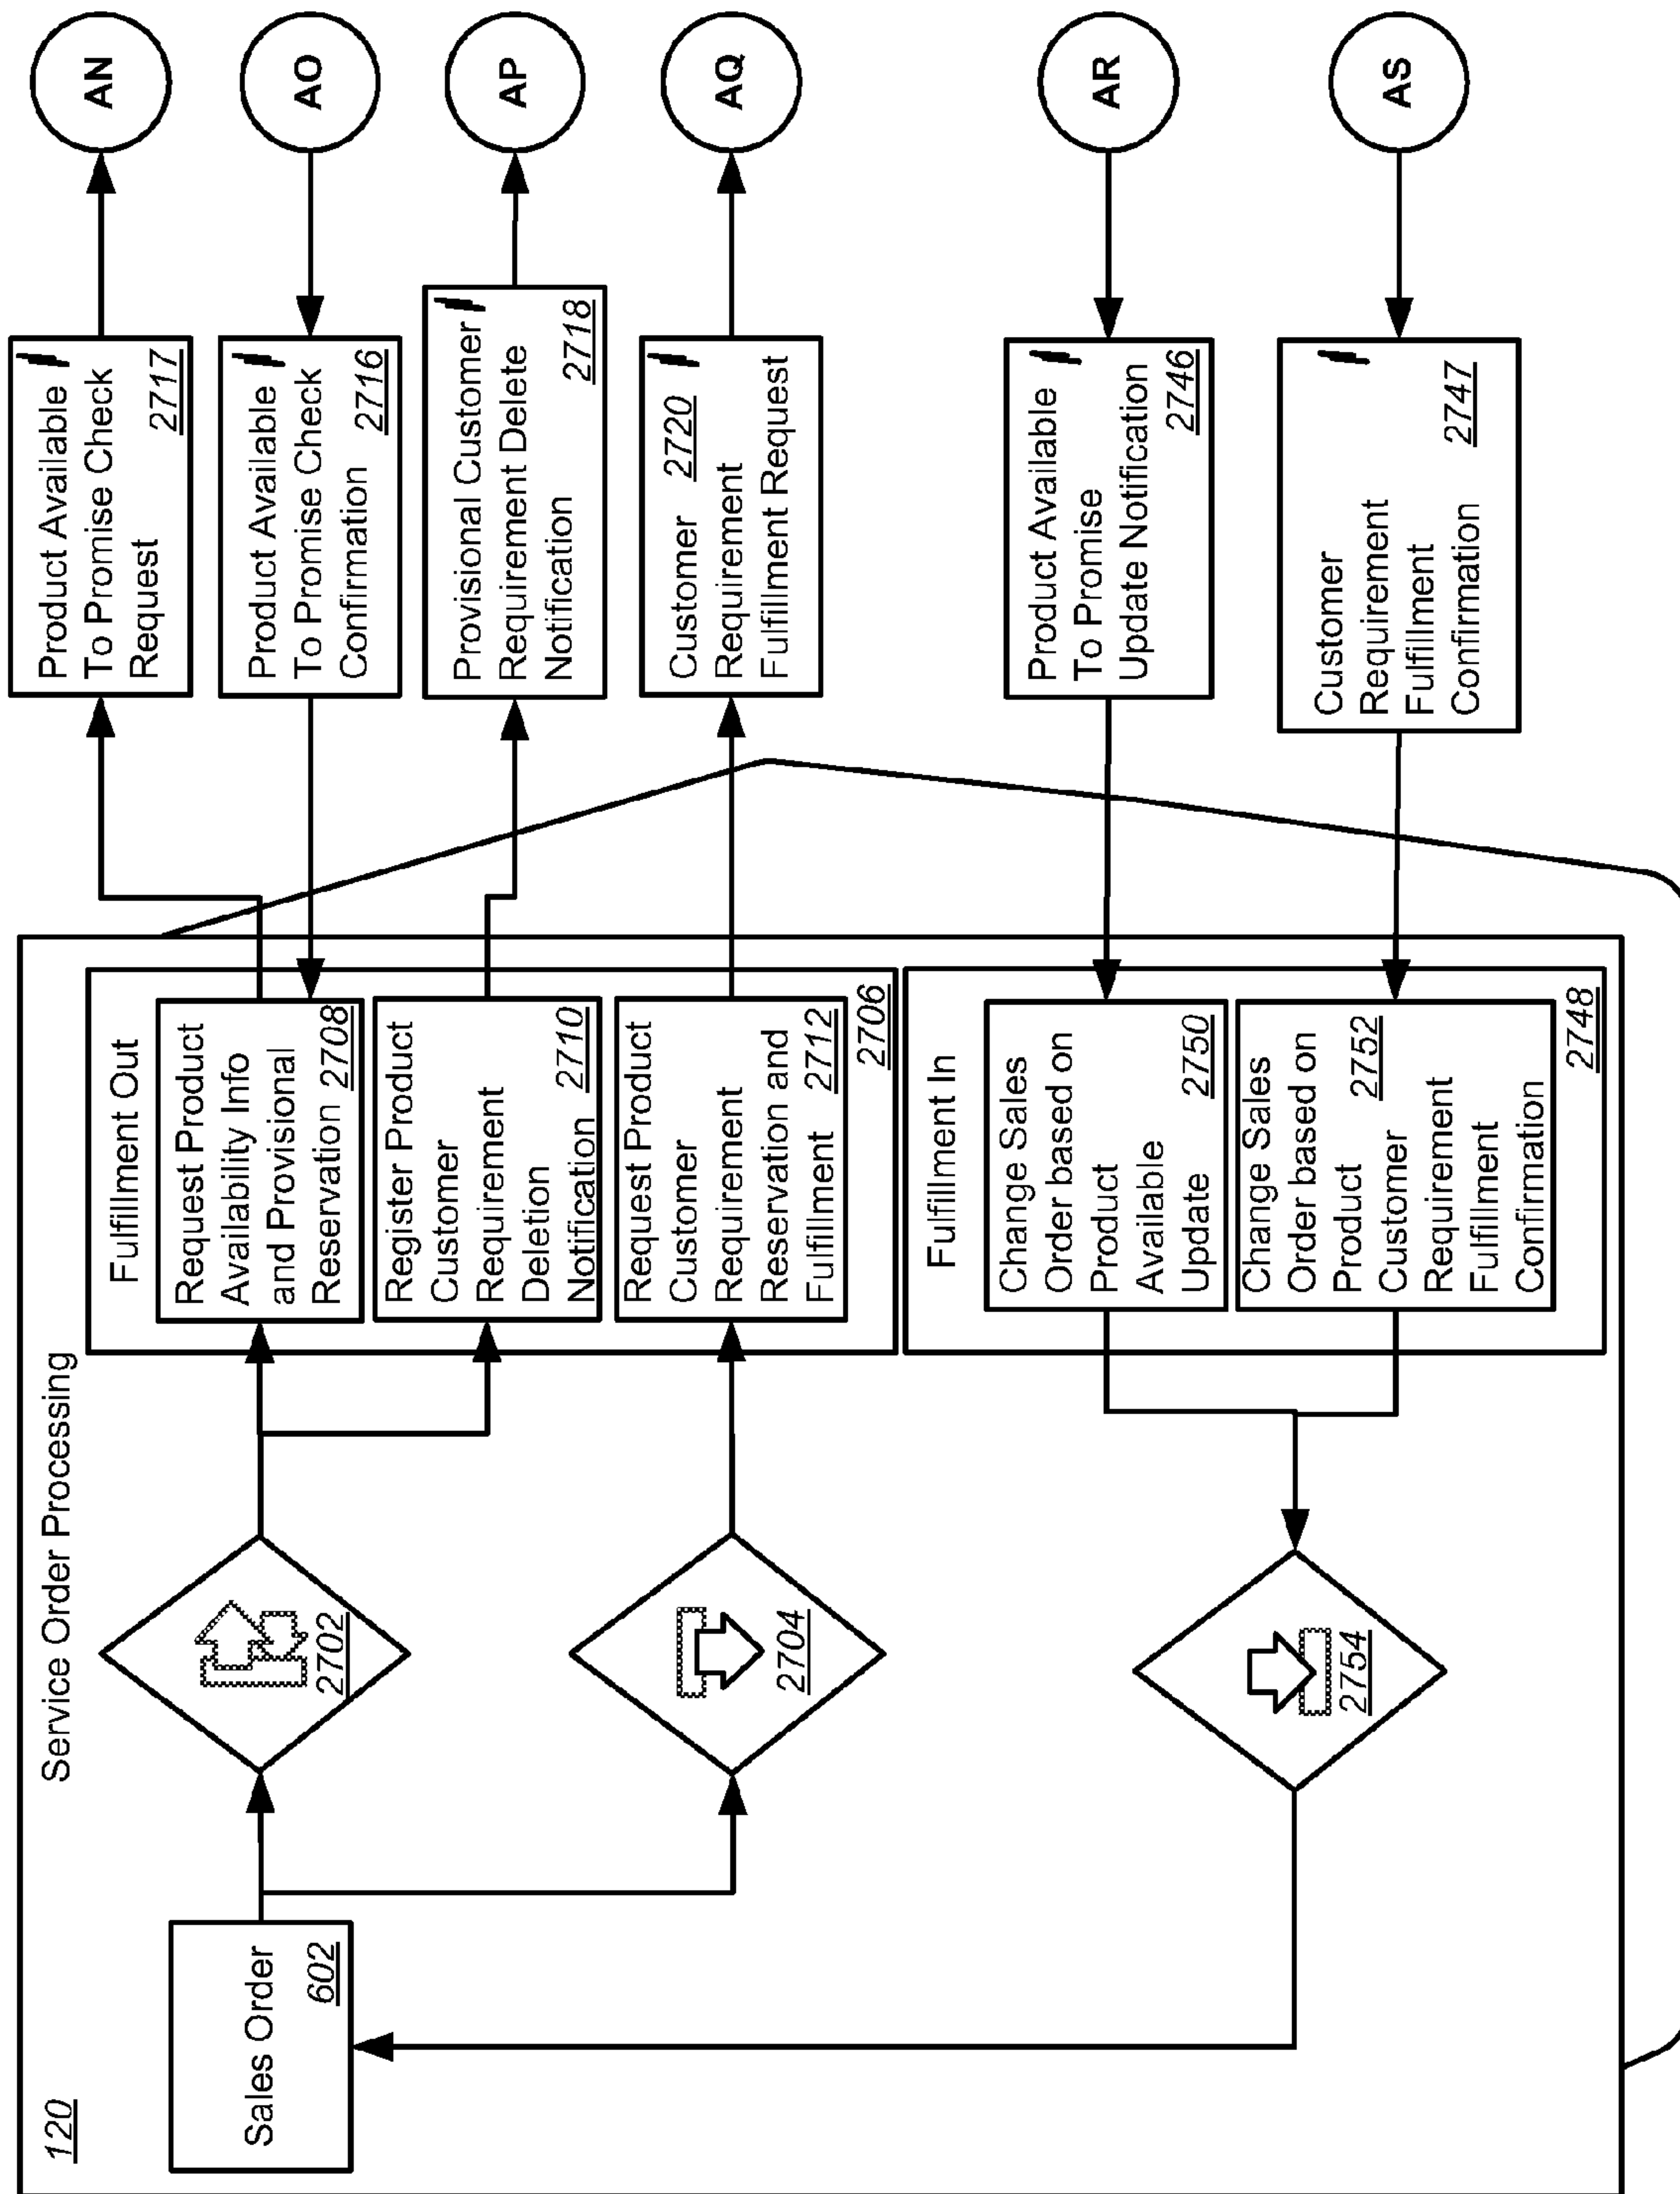 120
Service Order Processing
Sales Order
602
2702
2704
2754
Fulfillment Out
Request Product
Availability Info
and Provisional
Reservation 2708
Register Product
Customer
Requirement
Deletion
Notification 2710
Request Product
Customer
Requirement
Reservation and
Fulfillment 2712
2706
Fulfillment In
Change Sales
Order based on
Product
Available
Update
2750
Change Sales
Order based on
Product 2752
Customer
Requirement
Fulfillment
Confirmation
2748
Product Available
To Promise Check
Request 2717
Product Available
To Promise Check
Confirmation 2716
Provisional Customer
Requirement Delete
Notification 2718
Customer 2720
Requirement
Fulfillment Request
Product Available
To Promise
Update Notification
2746
Customer
Requirement
Fulfillment
Confirmation 2747
AN
AO
AP
AQ
AR
AS